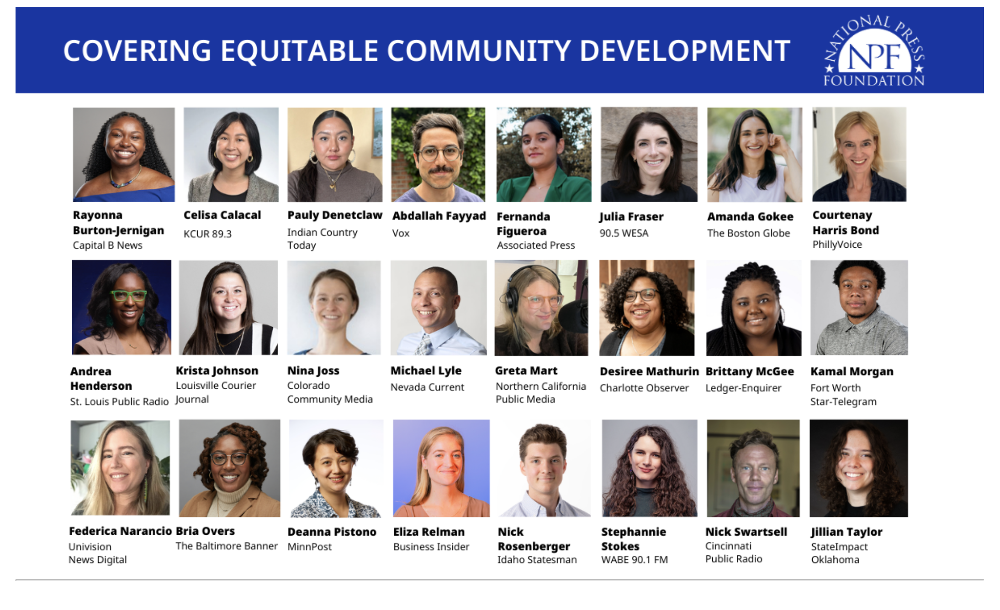 COVERING EQUITABLE COMMUNITY DEVELOPMENT
NATIONAL PRESS
NPF
FOUNDATION
Rayonna
Burton-Jernigan
Capital B News
Celisa Calacal
KCUR 89.3
Pauly Denetclaw
Indian Country
Today
Abdallah Fayyad
Vox
Fernanda
Figueroa
Associated Press
Julia Fraser
90.5 WESA
Amanda Gokee
The Boston Globe
Courtenay
Harris Bond
PhillyVoice
Andrea
Henderson
St. Louis Public Radio
Krista Johnson
Louisville Courier
Journal
Nina Joss
Colorado
Community Media
Michael Lyle
Nevada Current
Greta Mart
Northern California
Public Media
Desiree Mathurin
Charlotte Observer
Brittany McGee
Ledger-Enquirer
Kamal Morgan
Fort Worth
Star-Telegram
Federica Narancio
Univision
News Digital
Bria Overs
The Baltimore Banner
Deanna Pistono
MinnPost
Eliza Relman
Business Insider
Nick
Rosenberger
Idaho Statesman
Stephannie
Stokes
WABE 90.1 FM
Nick Swartsell
Cincinnati
Public Radio
Jillian Taylor
StateImpact
Oklahoma